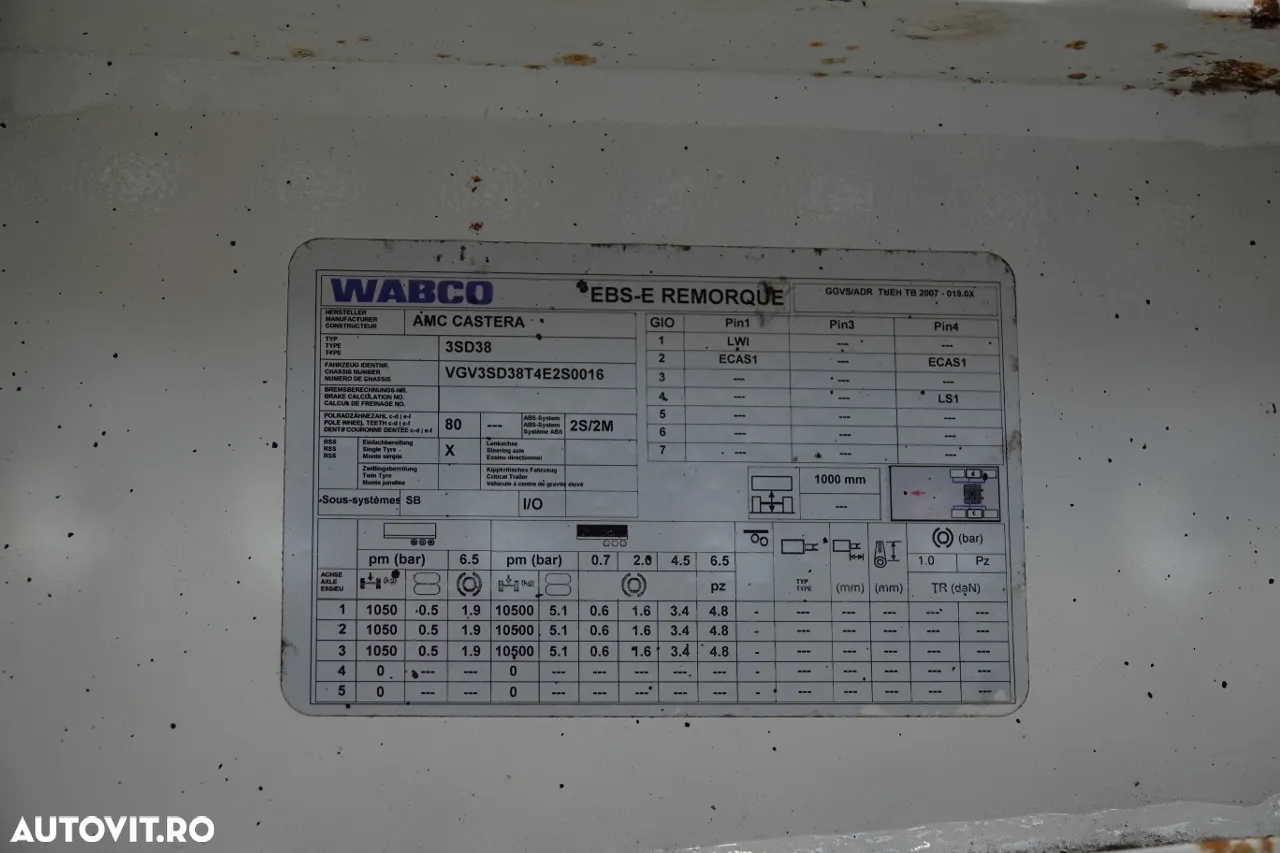 WABCO EBS-E REMORQUE GGVS/ADR TUEH TB 2007 - 019.0X
HERSTELLER
MANUFACTURER
CONSTRUCTEUR
AMC CASTERA
TYP
TYPE
TYPE
3SD38
FAHRZEUG IDENTNR.
CHASSIS NUMBER
NUMERO DE CHASSIS
VGV3SD38T4E2S0016
BREMSBERECHNUNGS-NR.
BRAKE CALCULATION NO.
CALCUL DE FREINAGE NO.
POLRADZÄHNEZAHL c-d | e-f
POLE WHEEL TEETH c-d | e-f
DENTS COURONNE DENTÉE c-d | e-f
80 ---
ABS-System
ABS-System
Système ABS
2S/2M
RSS
RSS
RSS
Einfachbereifung
Single Tyre
Monte simple
X
Lenkachse
Steering axle
Essieu directionnel
Zwillingsbereifung
Twin Tyre
Monte jumelée
Kippkritisches Fahrzeug
Critical Trailer
Véhicule à centre de gravité élevé
Sous-systèmes SB I/O
GIO Pin1 Pin3 Pin4
1 LWI --- ---
2 ECAS1 --- ECAS1
3 --- --- ---
4 --- --- LS1
5 --- --- ---
6 --- --- ---
7 --- --- ---
1000 mm
---
d
c
pm (bar) 6.5 pm (bar) 0.7 2.0 4.5 6.5
(bar)
1.0 Pz
ACHSE
AXLE
ESSIEU
(kg) (kg) pz
TYP
TYPE
(mm) (mm) TR (daN)
1 1050 0.5 1.9 10500 5.1 0.6 1.6 3.4 4.8 - --- --- --- --- ---
2 1050 0.5 1.9 10500 5.1 0.6 1.6 3.4 4.8 - --- --- --- --- ---
3 1050 0.5 1.9 10500 5.1 0.6 1.6 3.4 4.8 - --- --- --- --- ---
4 0 --- --- 0 --- --- --- --- --- - --- --- --- --- ---
5 0 --- --- 0 --- --- --- --- --- - --- --- --- --- ---
AUTOVIT.RO